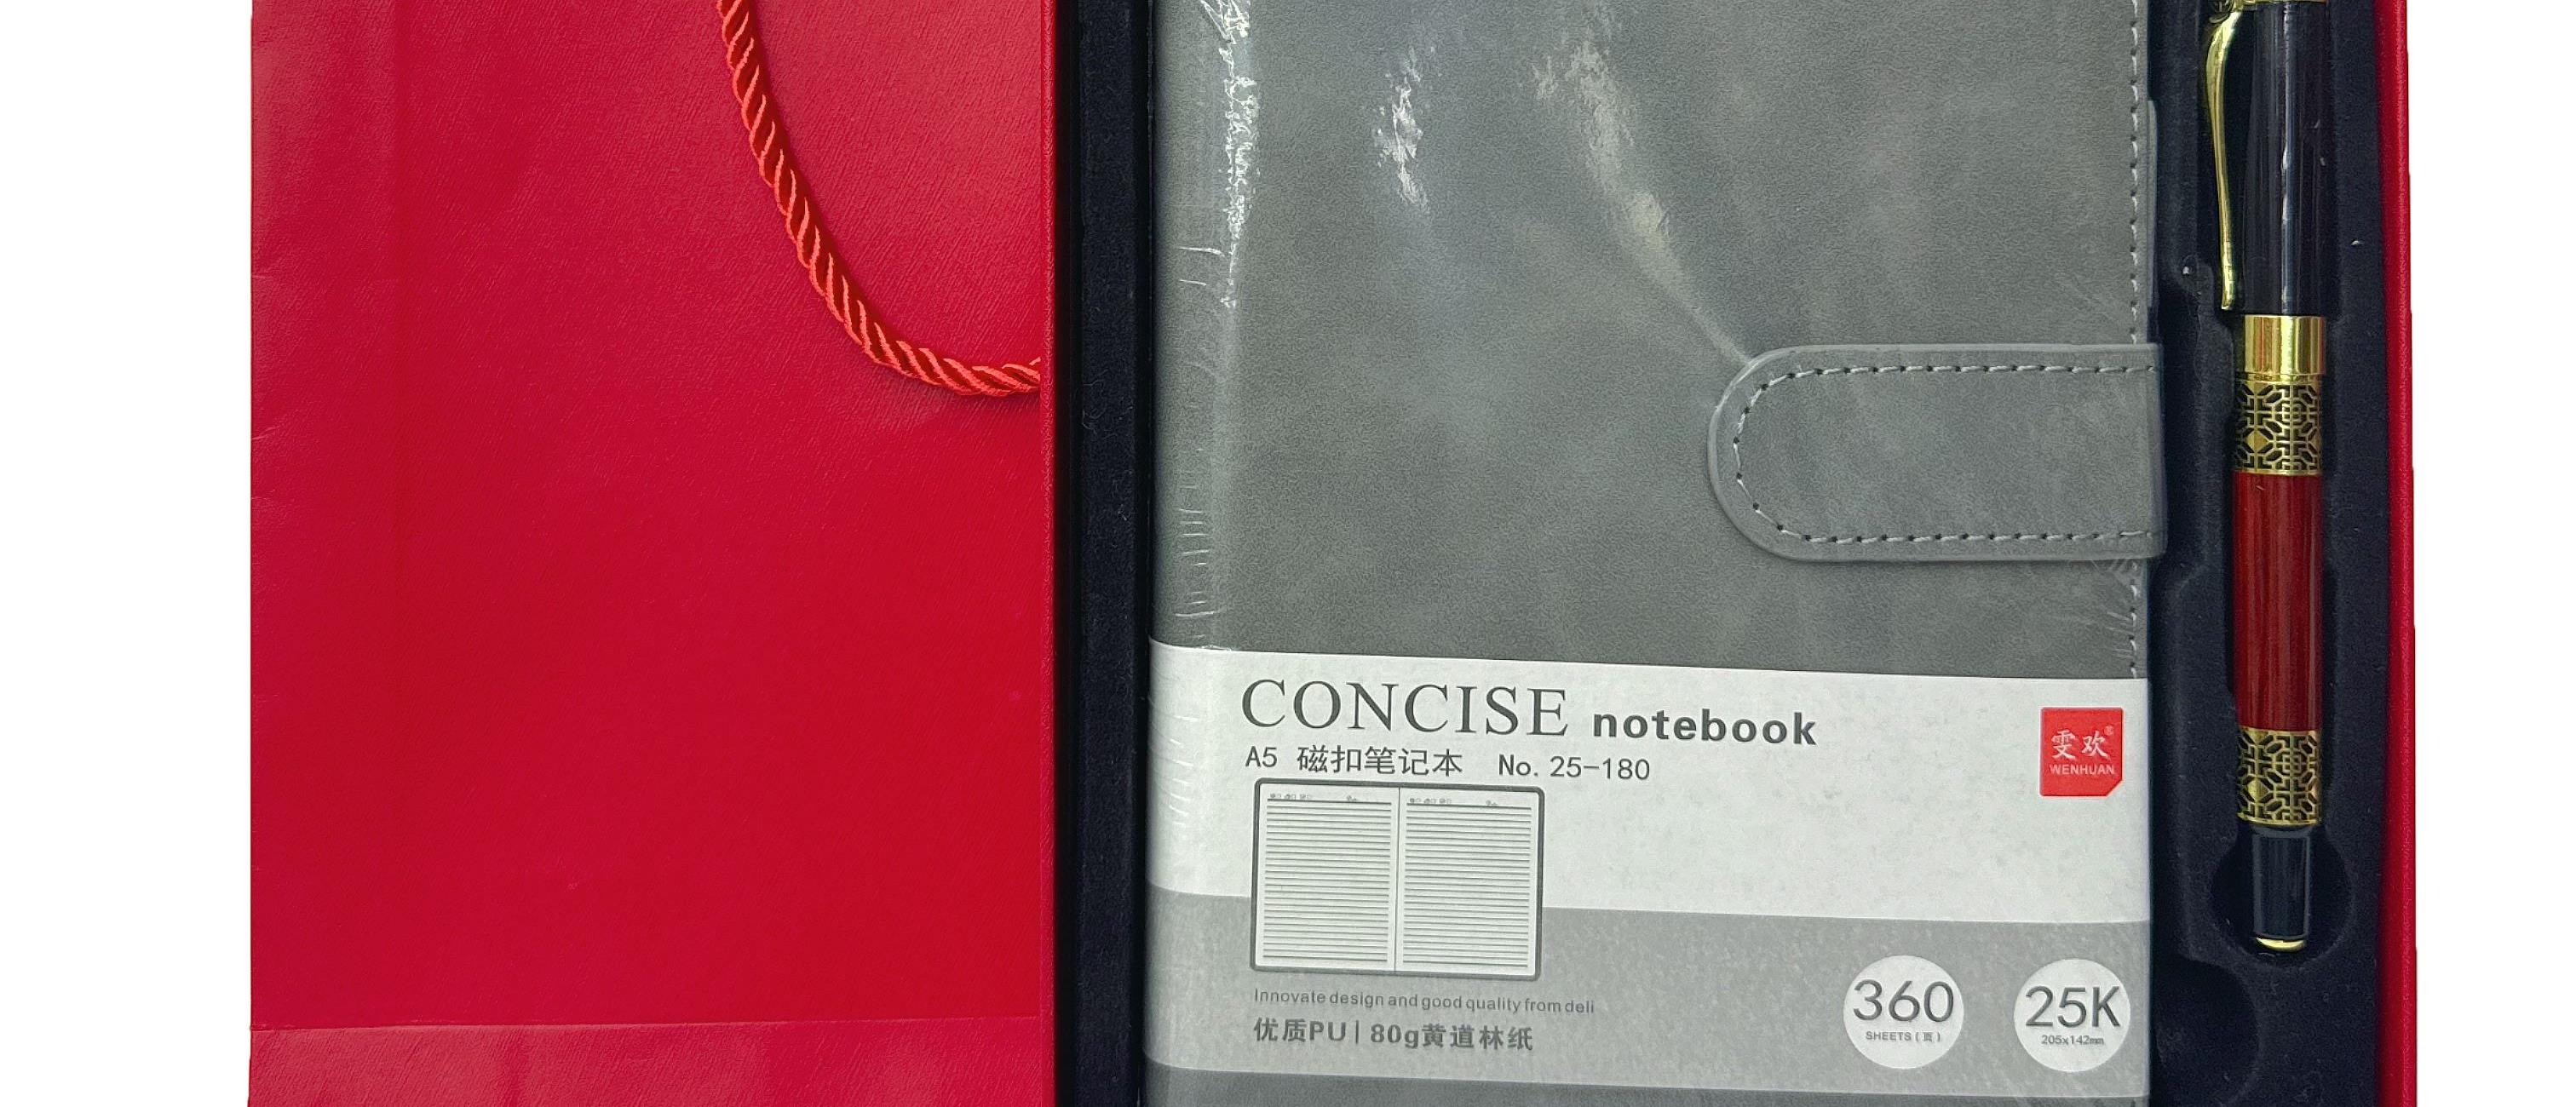 CONCISE notebook
A5 磁扣笔记本 No. 25-180
雯欢®
WENHUAN
Innovate design and good quality from deli
优质PU | 80g黄道林纸
360
SHEETS (页)
25K
205x142mm